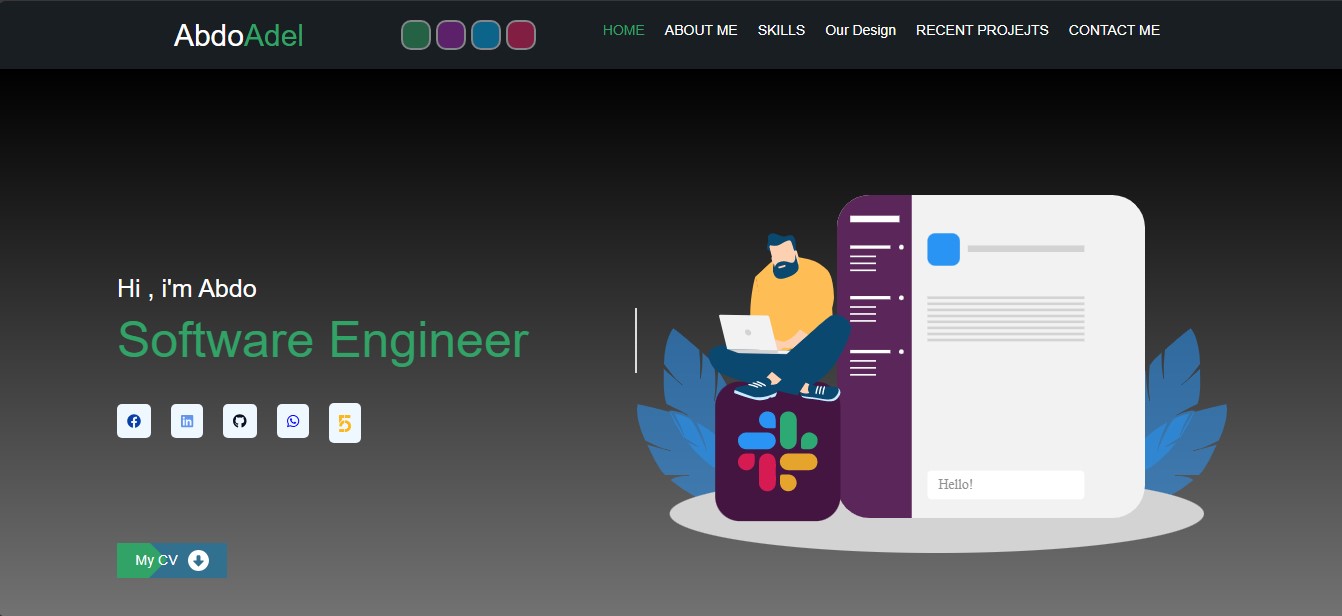 AbdoAdel
HOME ABOUT ME SKILLS Our Design RECENT PROJEJTS CONTACT ME
Hi , i'm Abdo
Software Engineer
My CV
Hello!